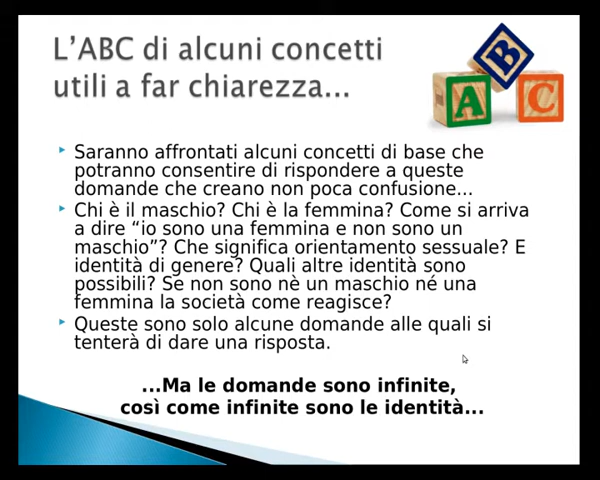 L'ABC di alcuni concetti
utili a far chiarezza...
B
A
C
Saranno affrontati alcuni concetti di base che
potranno consentire di rispondere a queste
domande che creano non poca confusione...
Chi è il maschio? Chi è la femmina? Come si arriva
a dire “io sono una femmina e non sono un
maschio”? Che significa orientamento sessuale? E
identità di genere? Quali altre identità sono
possibili? Se non sono nè un maschio né una
femmina la società come reagisce?
Queste sono solo alcune domande alle quali si
tenterà di dare una risposta.
...Ma le domande sono infinite,
così come infinite sono le identità...